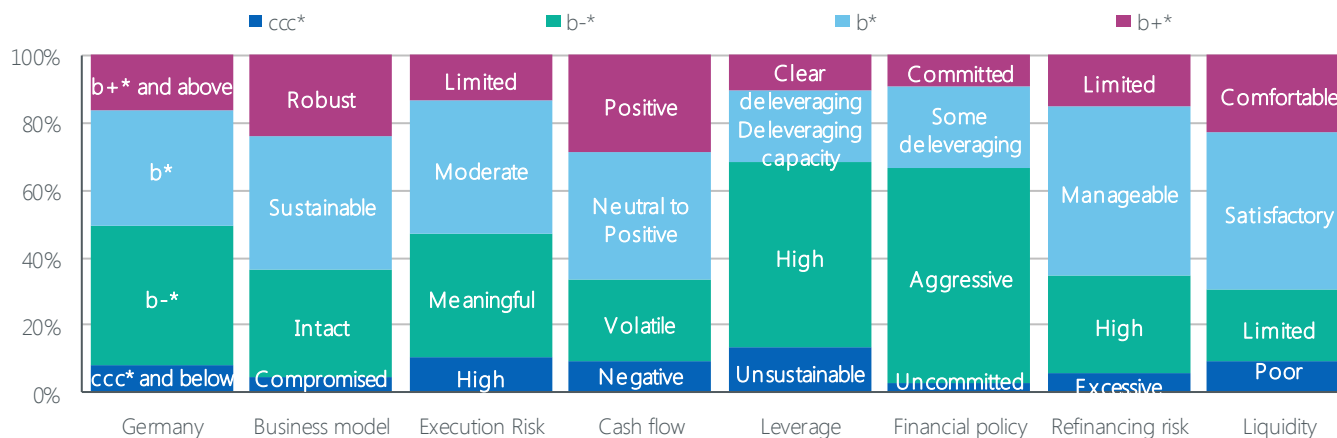 ccc* b-* b* b+*
100%
80%
60%
40%
20%
0%
b+* and above
b*
b-*
ccc* and below
Germany
Robust
Sustainable
Intact
Compromised
Business model
Limited
Moderate
Meaningful
High
Execution Risk
Positive
Neutral to
Positive
Volatile
Negative
Cash flow
Clear
deleveraging
Deleveraging
capacity
High
Unsustainable
Leverage
Committed
Some
deleveraging
Aggressive
Uncommitted
Financial policy
Limited
Manageable
High
Excessive
Refinancing risk
Comfortable
Satisfactory
Limited
Poor
Liquidity